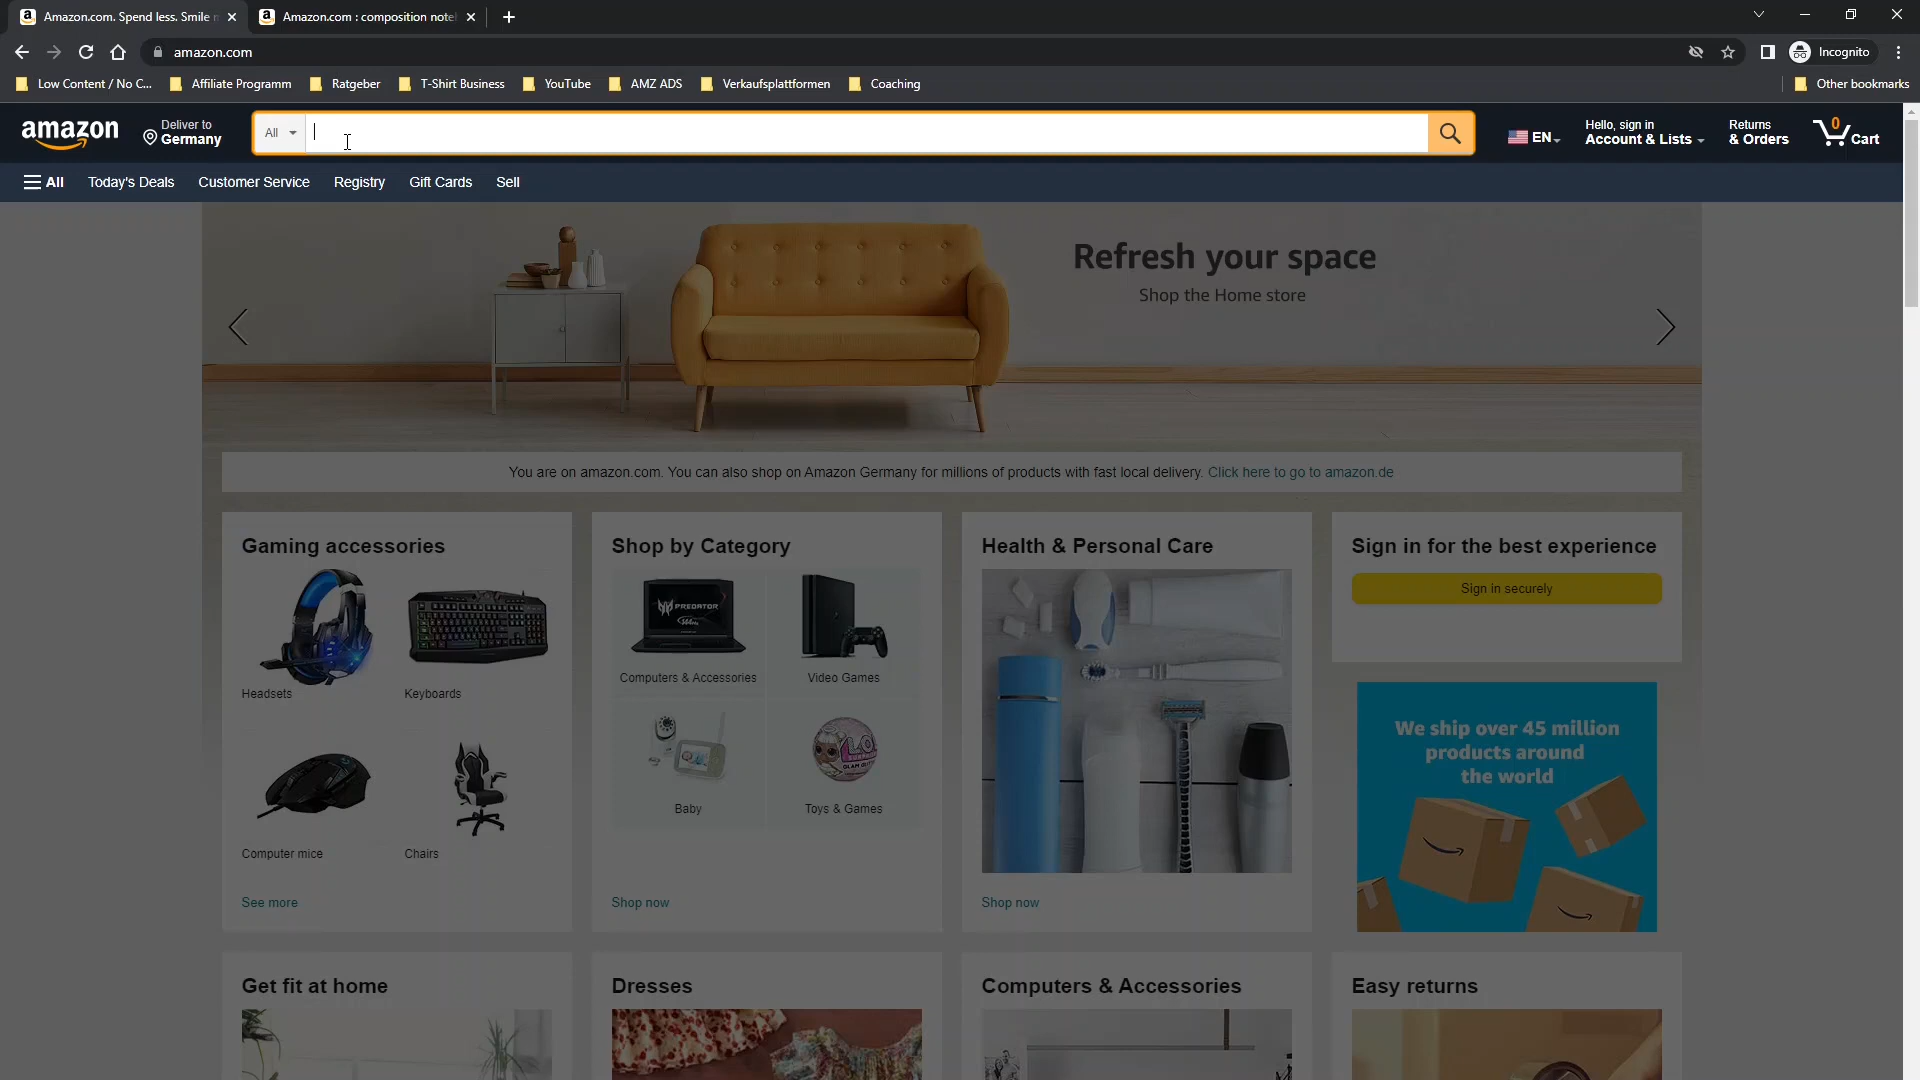 Amazon.com. Spend less. Smile m
Amazon.com : composition note
amazon.com
Incognito
Low Content / No C...
Affiliate Programm
Ratgeber
T-Shirt Business
YouTube
AMZ ADS
Verkaufsplattformen
Coaching
Other bookmarks
amazon
Deliver to
Germany
All
EN
Hello, sign in
Account & Lists
Returns
& Orders
0
Cart
All
Today's Deals
Customer Service
Registry
Gift Cards
Sell
Refresh your space
Shop the Home store
You are on amazon.com. You can also shop on Amazon Germany for millions of products with fast local delivery. Click here to go to amazon.de
Gaming accessories
Headsets
Keyboards
Computer mice
Chairs
See more
Shop by Category
PREDATOR
Computers & Accessories
Video Games
Baby
Toys & Games
Shop now
Health & Personal Care
Shop now
Sign in for the best experience
Sign in securely
We ship over 45 million
products around
the world
Get fit at home
Dresses
Computers & Accessories
Easy returns